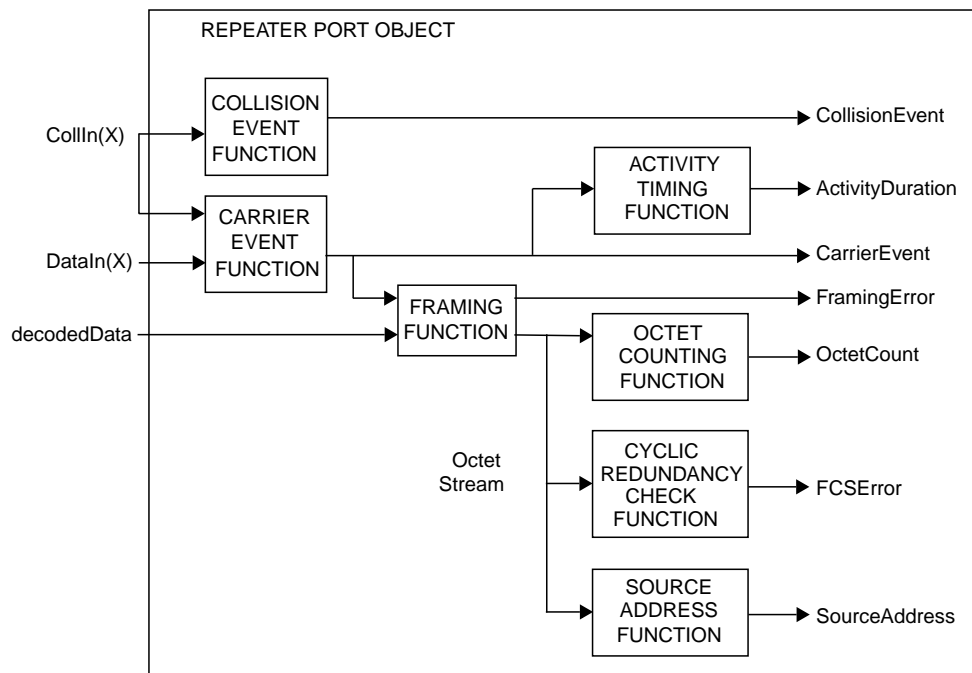 REPEATER PORT OBJECT
COLLISION
EVENT
FUNCTION
CollIn(X)
CollisionEvent
ACTIVITY
TIMING
FUNCTION
ActivityDuration
CARRIER
EVENT
FUNCTION
DataIn(X)
CarrierEvent
FRAMING
FUNCTION
FramingError
decodedData
OCTET
COUNTING
FUNCTION
OctetCount
Octet
Stream
CYCLIC
REDUNDANCY
CHECK
FUNCTION
FCSError
SOURCE
ADDRESS
FUNCTION
SourceAddress